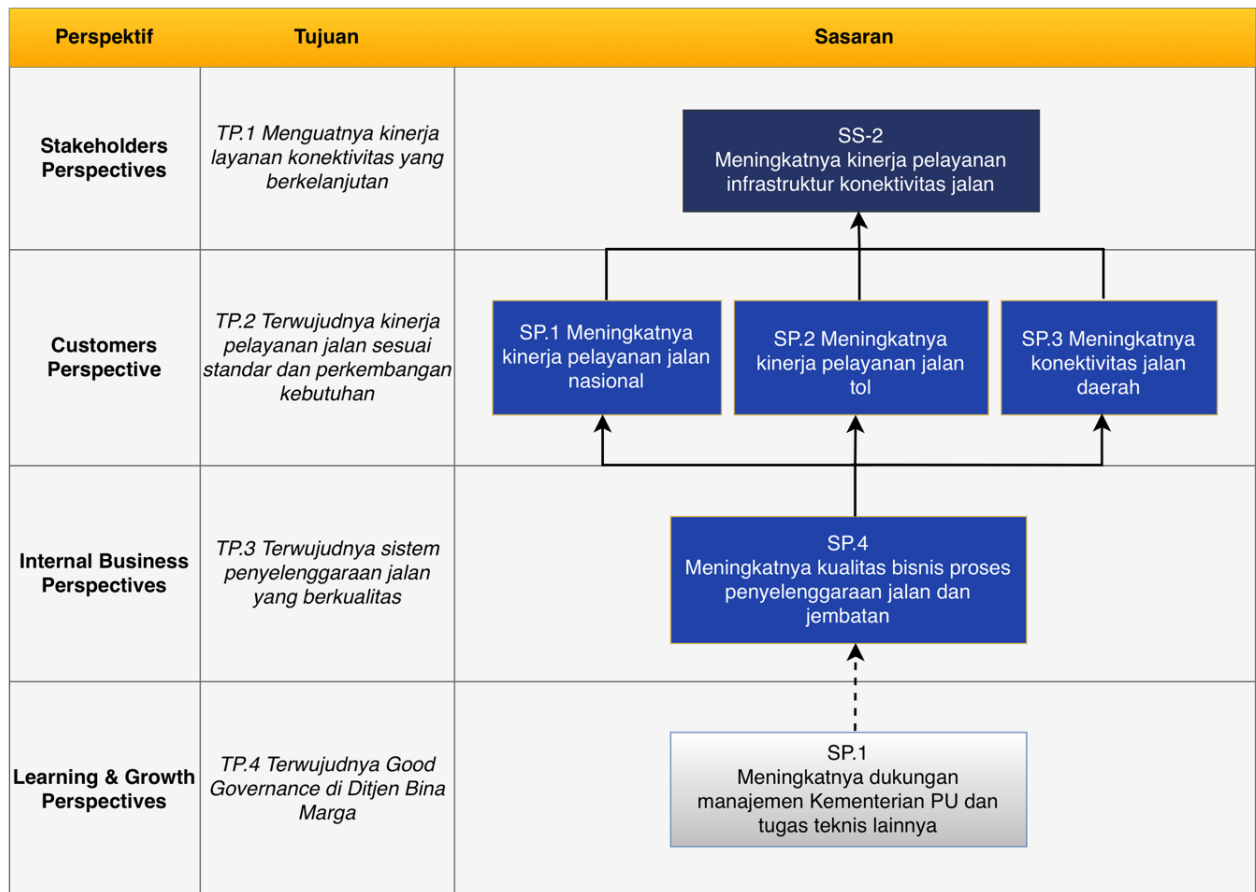 Perspektif
Tujuan
Sasaran
Stakeholders
Perspectives
TP.1 Menguatnya kinerja
layanan konektivitas yang
berkelanjutan
SS-2
Meningkatnya kinerja pelayanan
infrastruktur konektivitas jalan
Customers
Perspective
TP.2 Terwujudnya kinerja
pelayanan jalan sesuai
standar dan perkembangan
kebutuhan
SP.1 Meningkatnya
kinerja pelayanan jalan
nasional
SP.2 Meningkatnya
kinerja pelayanan jalan
tol
SP.3 Meningkatnya
konektivitas jalan
daerah
Internal Business
Perspectives
TP.3 Terwujudnya sistem
penyelenggaraan jalan
yang berkualitas
SP.4
Meningkatnya kualitas bisnis proses
penyelenggaraan jalan dan
jembatan
Learning & Growth
Perspectives
TP.4 Terwujudnya Good
Governance di Ditjen Bina
Marga
SP.1
Meningkatnya dukungan
manajemen Kementerian PU dan
tugas teknis lainnya